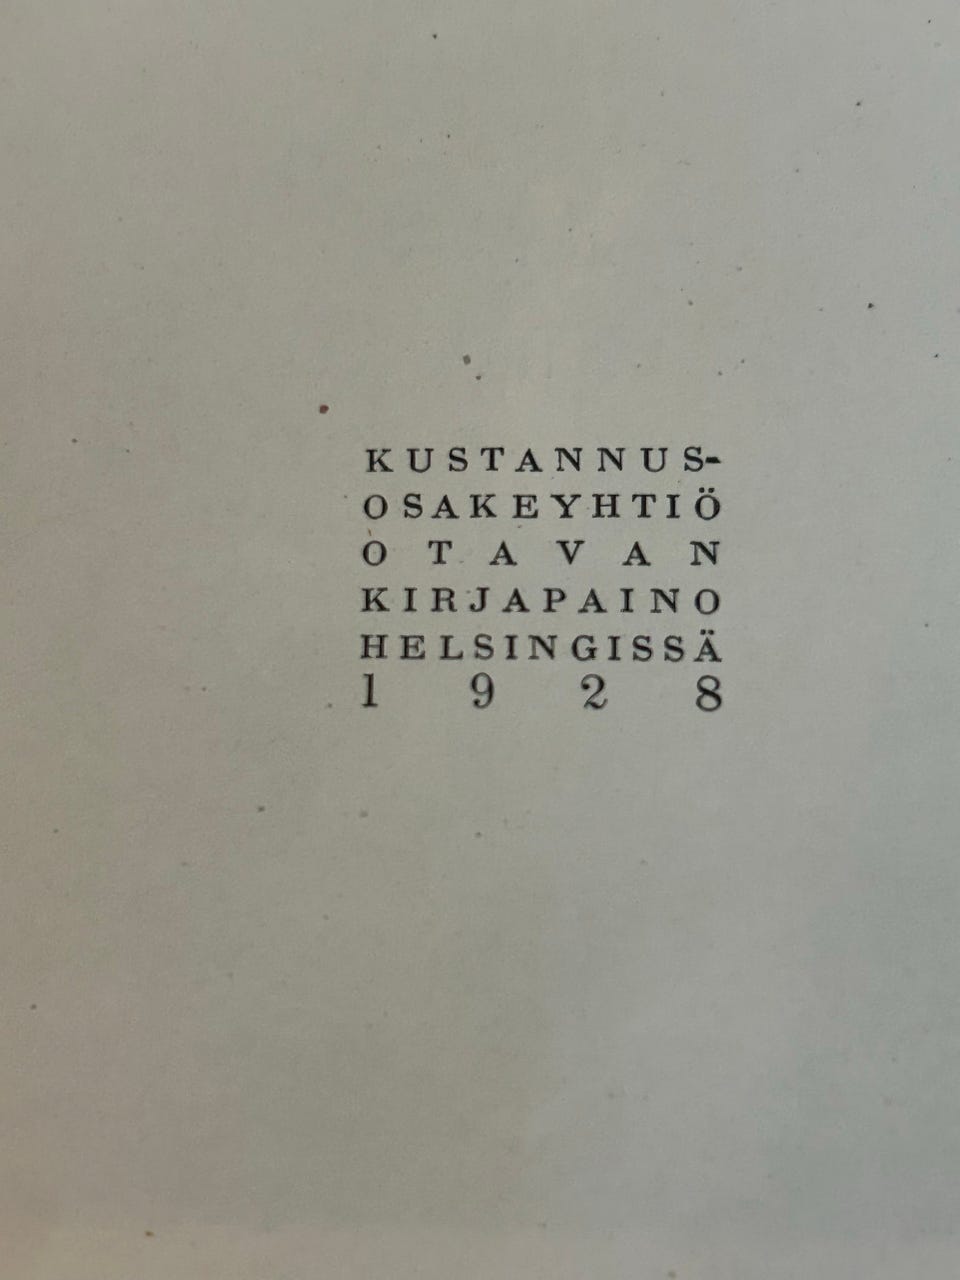 KUSTANNUS-
OSAKEYHTIÖ
OTAVAN
KIRJAPAINO
HELSINGISSÄ
1928